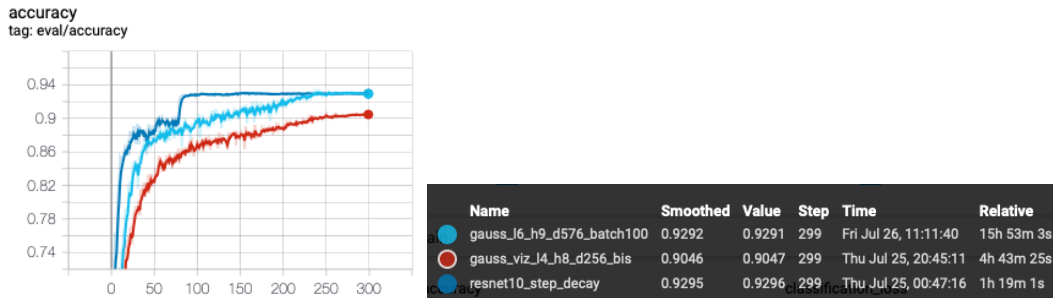 accuracy
tag: eval/accuracy
0.94
0.9
0.86
0.82
0.78
0.74
0 50 100 150 200 250 300
Name Smoothed Value Step Time Relative
gauss_l6_h9_d576_batch100 0.9292 0.9291 299 Fri Jul 26, 11:11:40 15h 53m 3s
gauss_viz_l4_h8_d256_bis 0.9046 0.9047 299 Thu Jul 25, 20:45:11 4h 43m 25s
resnet10_step_decay 0.9295 0.9296 299 Thu Jul 25, 00:47:16 1h 19m 1s